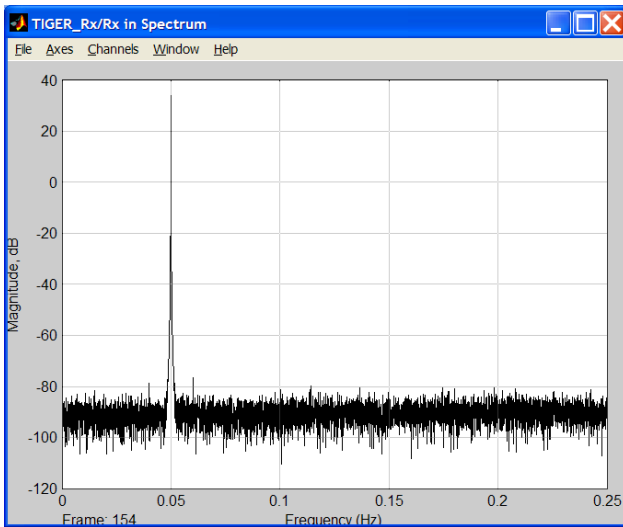 TIGER_Rx/Rx in Spectrum
File Axes Channels Window Help
40
20
0
-20
-40
-60
-80
-100
-120
Magnitude, dB
0 0.05 0.1 0.15 0.2 0.25
Frame: 154 Frequency (Hz)